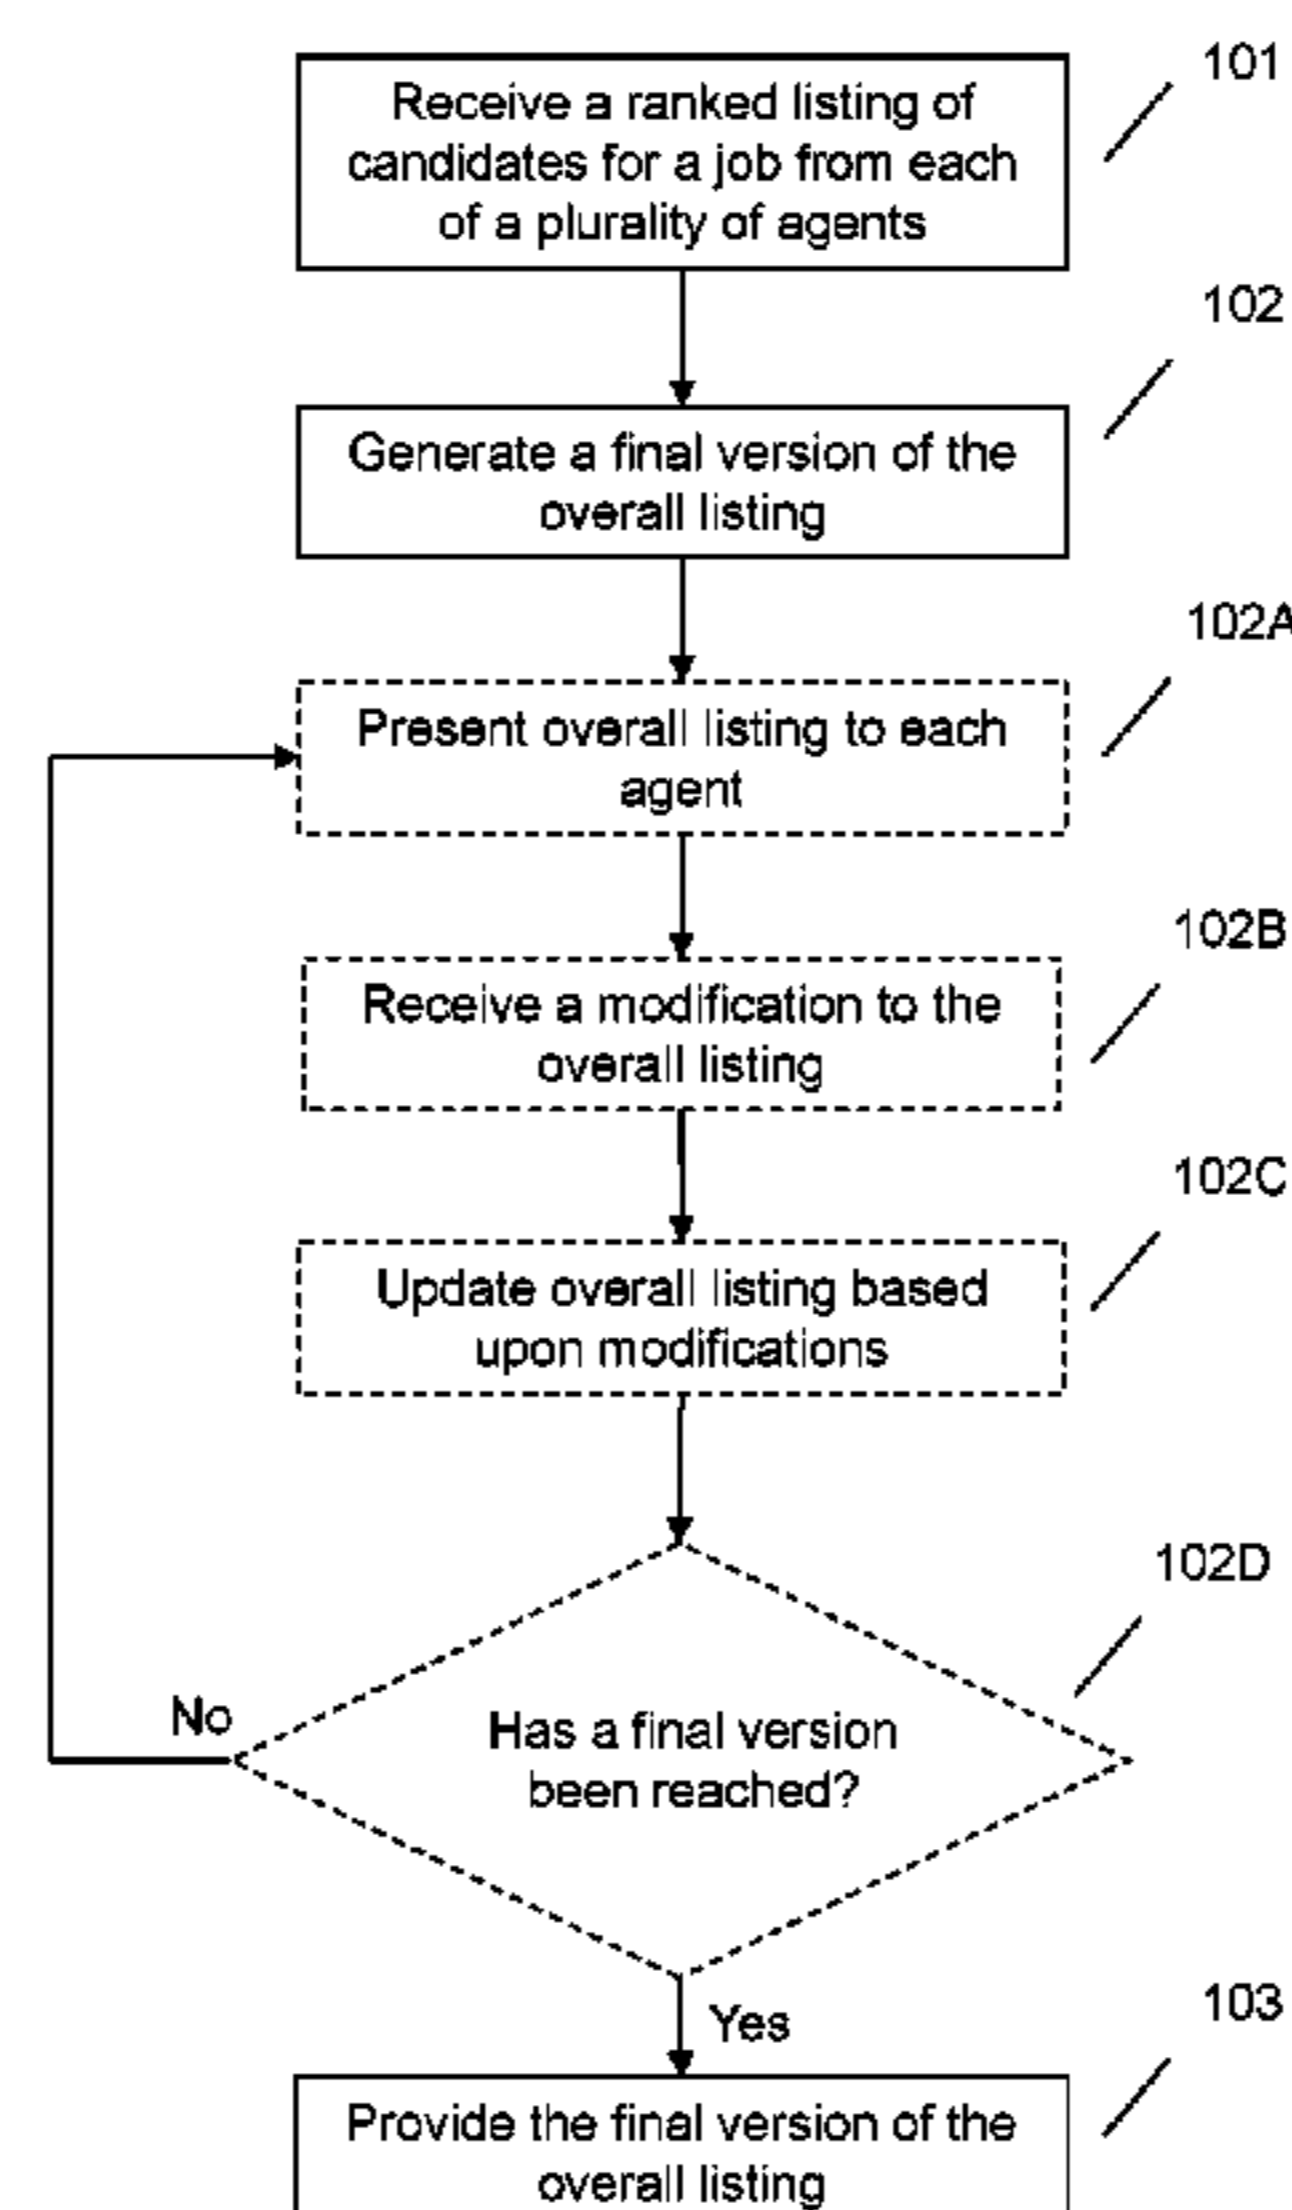 101
Receive a ranked listing of
candidates for a job from each
of a plurality of agents
102
Generate a final version of the
overall listing
102A
Present overall listing to each
agent
102B
Receive a modification to the
overall listing
102C
Update overall listing based
upon modifications
102D
No
Has a final version
been reached?
Yes
103
Provide the final version of the
overall listing